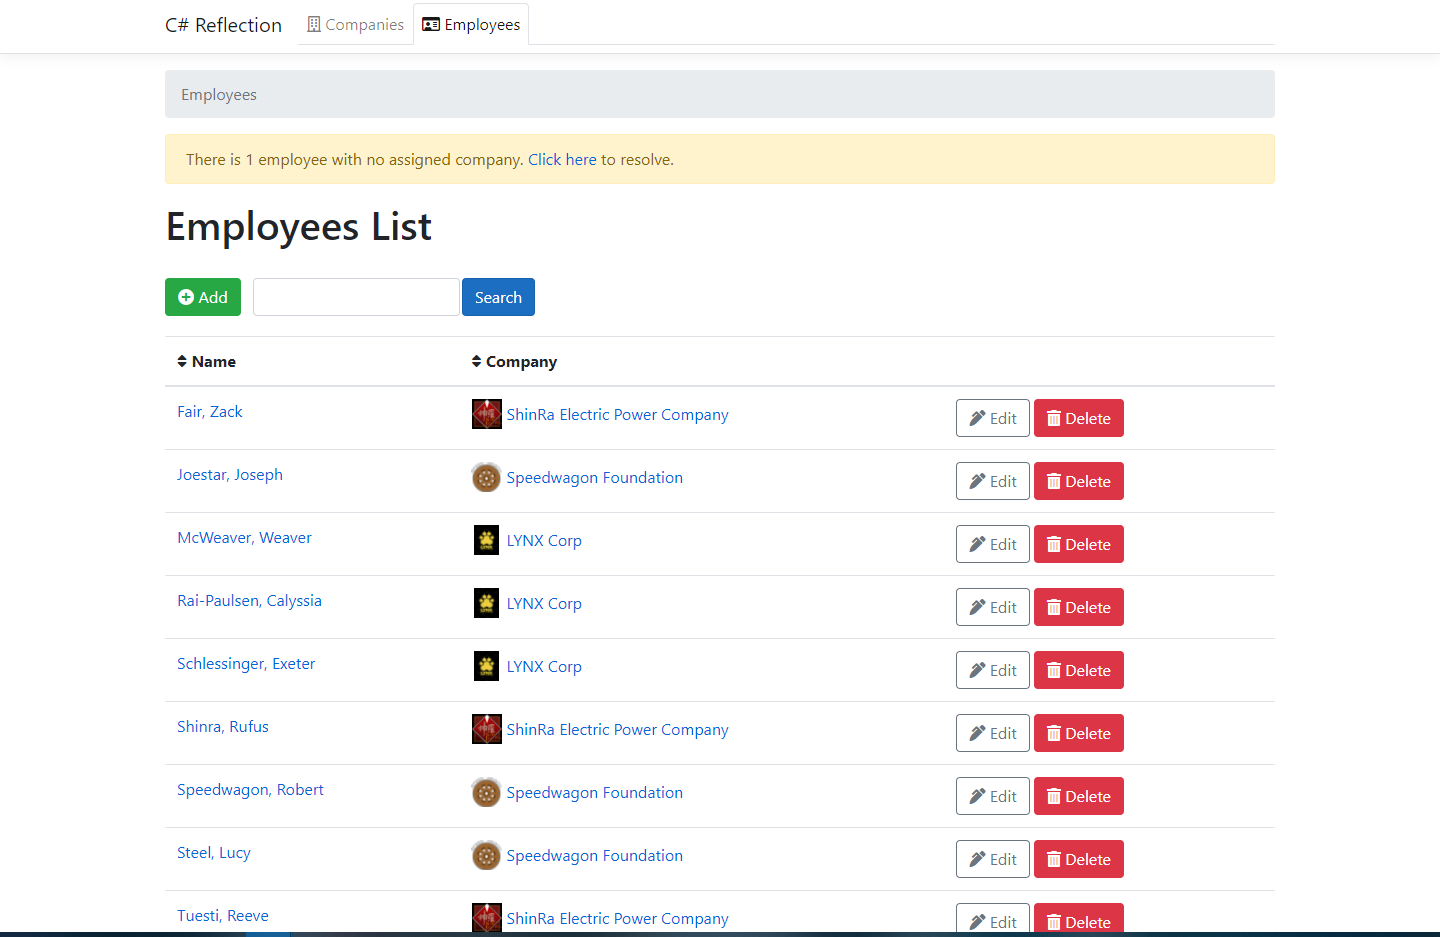 C# Reflection Companies Employees
Employees
There is 1 employee with no assigned company. Click here to resolve.
Employees List
Add Search
Name Company
Fair, Zack ShinRa Electric Power Company Edit Delete
Joestar, Joseph Speedwagon Foundation Edit Delete
McWeaver, Weaver LYNX Corp Edit Delete
Rai-Paulsen, Calyssia LYNX Corp Edit Delete
Schlessinger, Exeter LYNX Corp Edit Delete
Shinra, Rufus ShinRa Electric Power Company Edit Delete
Speedwagon, Robert Speedwagon Foundation Edit Delete
Steel, Lucy Speedwagon Foundation Edit Delete
Tuesti, Reeve ShinRa Electric Power Company Edit Delete